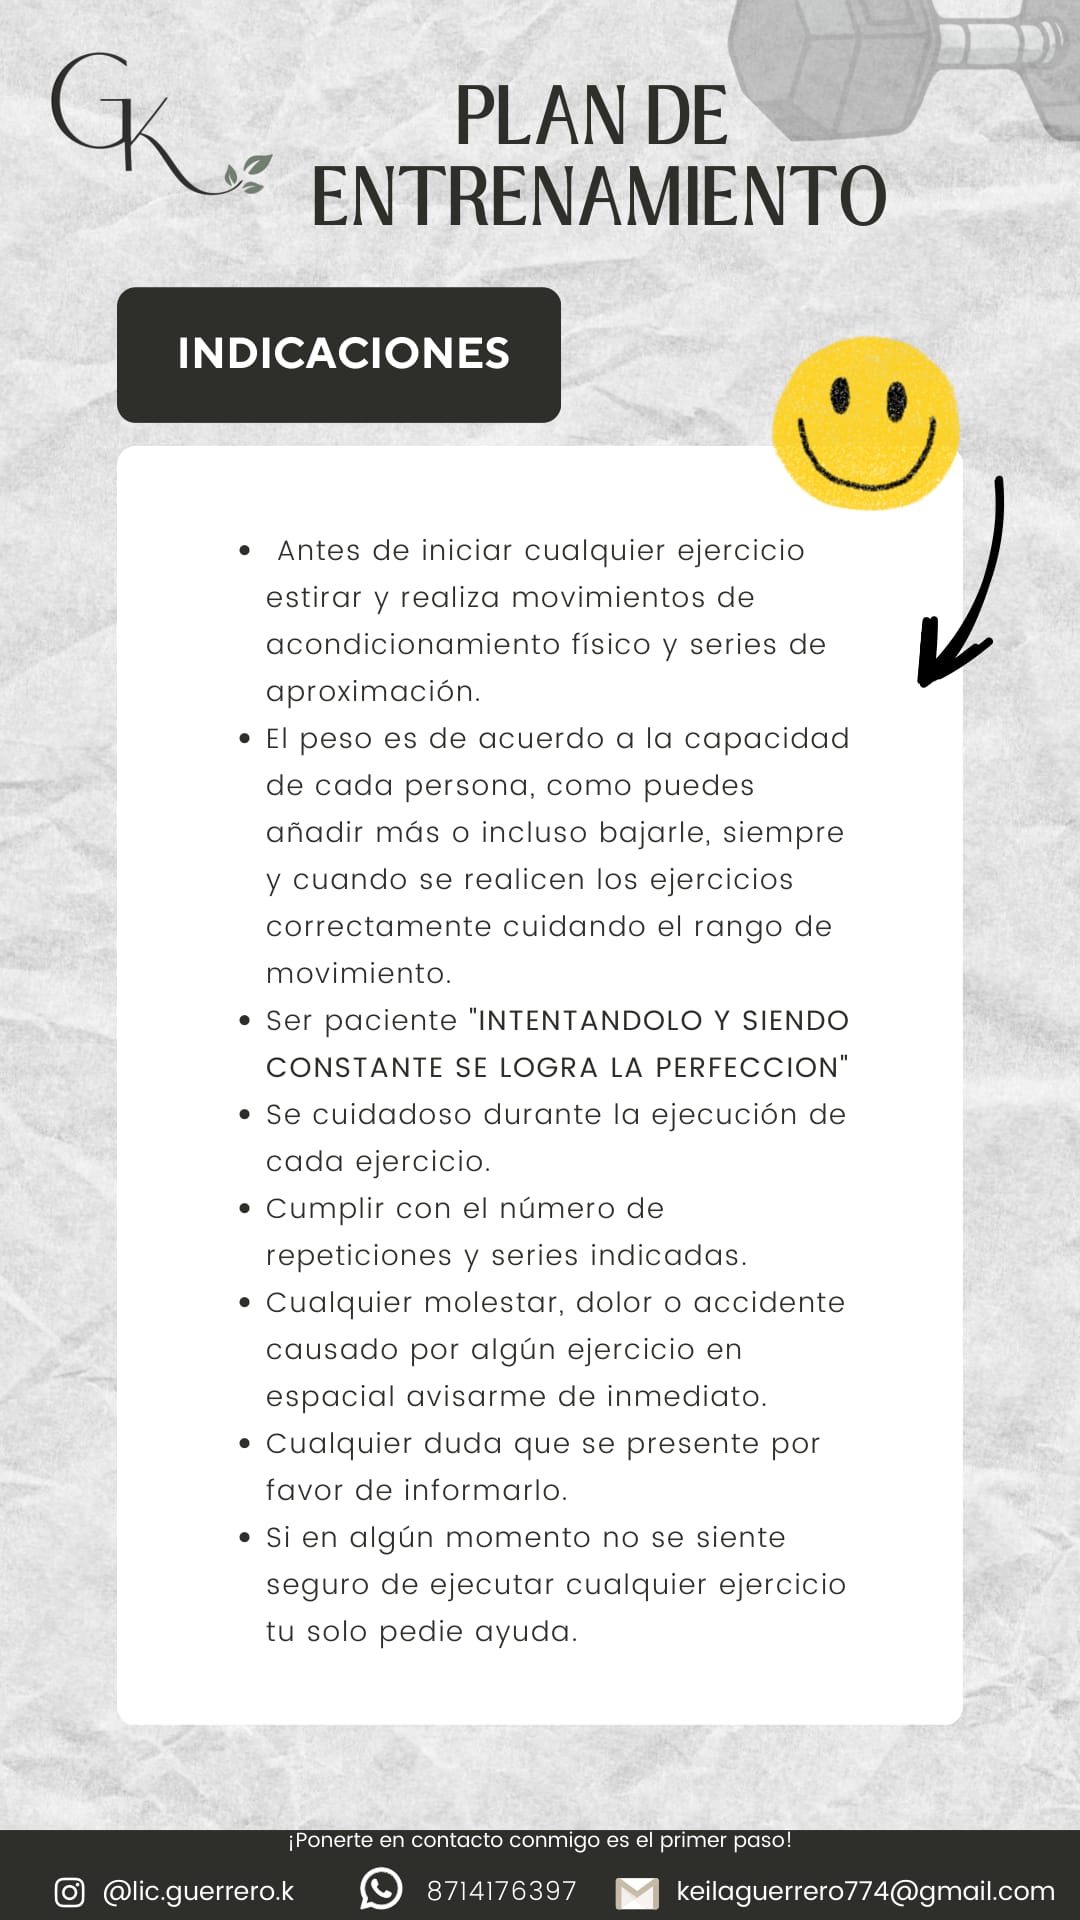 GK
PLAN DE
ENTRENAMIENTO
INDICACIONES
• Antes de iniciar cualquier ejercicio
estirar y realiza movimientos de
acondicionamiento físico y series de
aproximación.
• El peso es de acuerdo a la capacidad
de cada persona, como puedes
añadir más o incluso bajarle, siempre
y cuando se realicen los ejercicios
correctamente cuidando el rango de
movimiento.
• Ser paciente "INTENTANDOLO Y SIENDO
CONSTANTE SE LOGRA LA PERFECCION"
• Se cuidadoso durante la ejecución de
cada ejercicio.
• Cumplir con el número de
repeticiones y series indicadas.
• Cualquier molestar, dolor o accidente
causado por algún ejercicio en
espacial avisarme de inmediato.
• Cualquier duda que se presente por
favor de informarlo.
• Si en algún momento no se siente
seguro de ejecutar cualquier ejercicio
tu solo pedie ayuda.
¡Ponerte en contacto conmigo es el primer paso!
@lic.guerrero.k 8714176397 keilaguerrero774@gmail.com